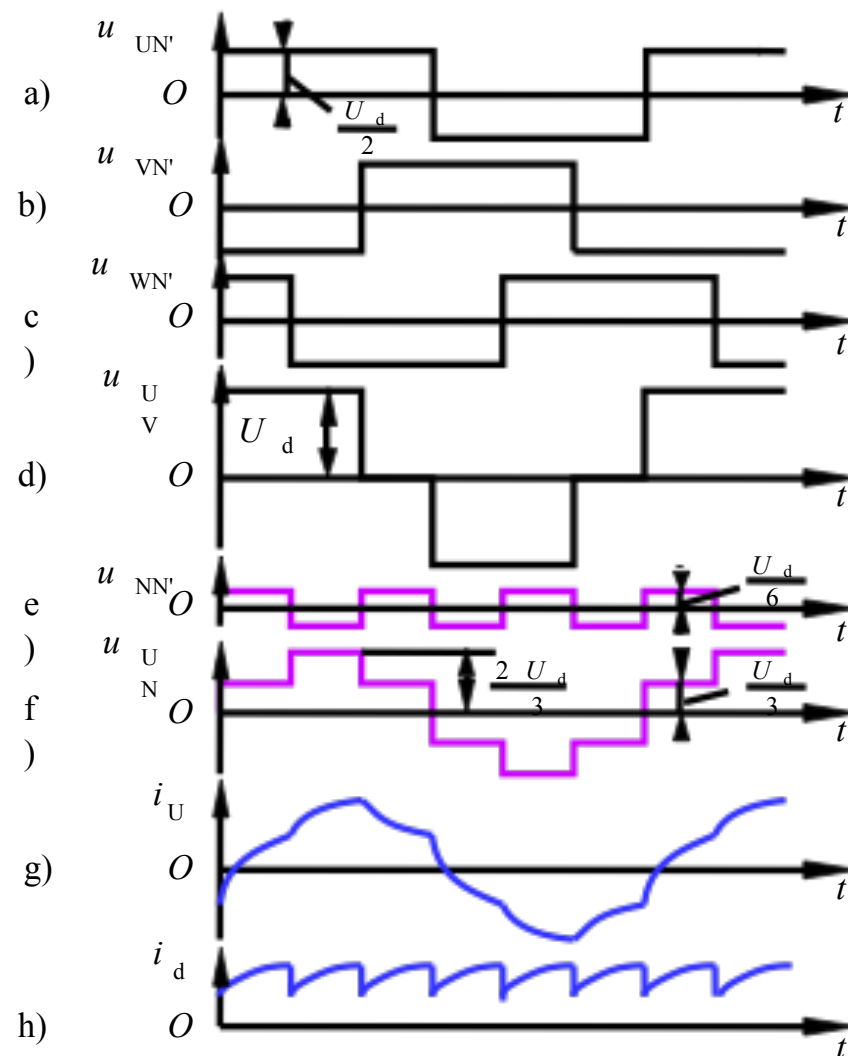 u UN'
a) O U d t
2
u VN'
b) O t
u WN'
c O t
)
u U
V
U d
d) O t
u NN' U d
e O 6
) t
u U 2 U d U d
N 3 3
f O t
)
i U
g) O t
i d
h) O t